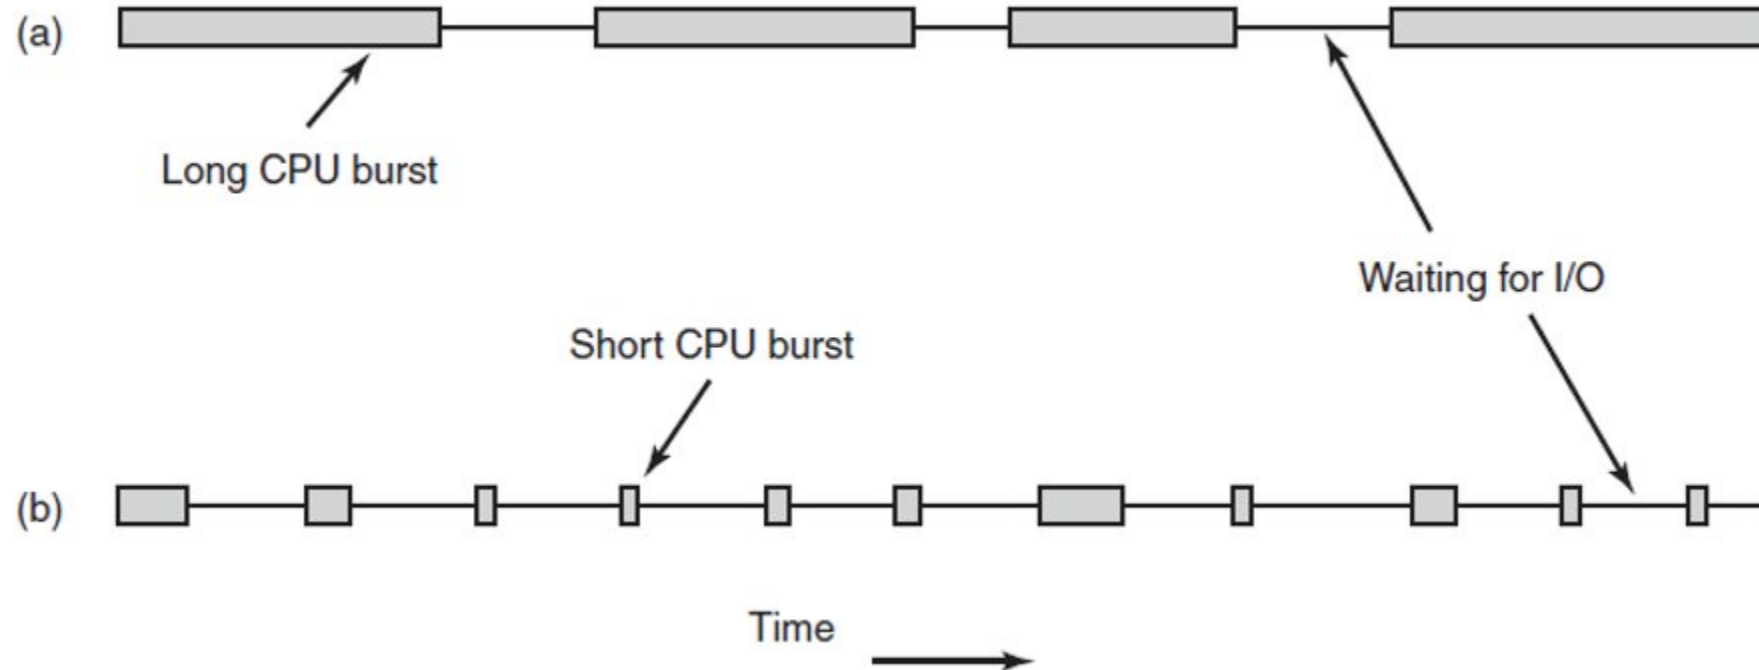 (a)
Long CPU burst
Waiting for I/O
Short CPU burst
(b)
Time